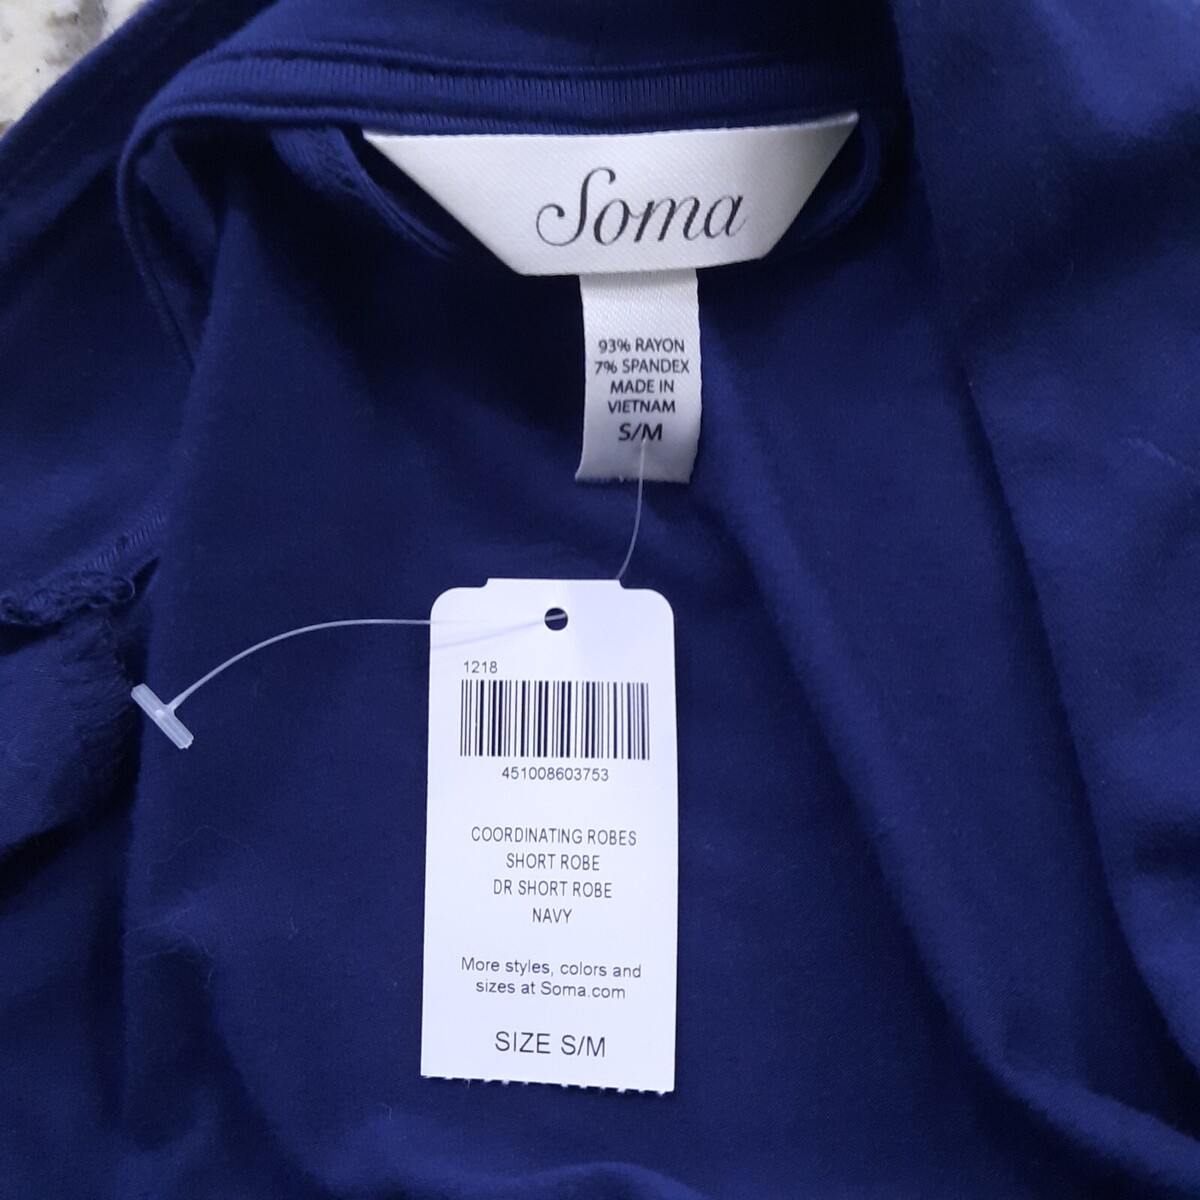 Soma
93% RAYON
7% SPANDEX
MADE IN
VIETNAM
S/M
1218
451008603753
COORDINATING ROBES
SHORT ROBE
DR SHORT ROBE
NAVY
More styles, colors and
sizes at Soma.com
SIZE S/M